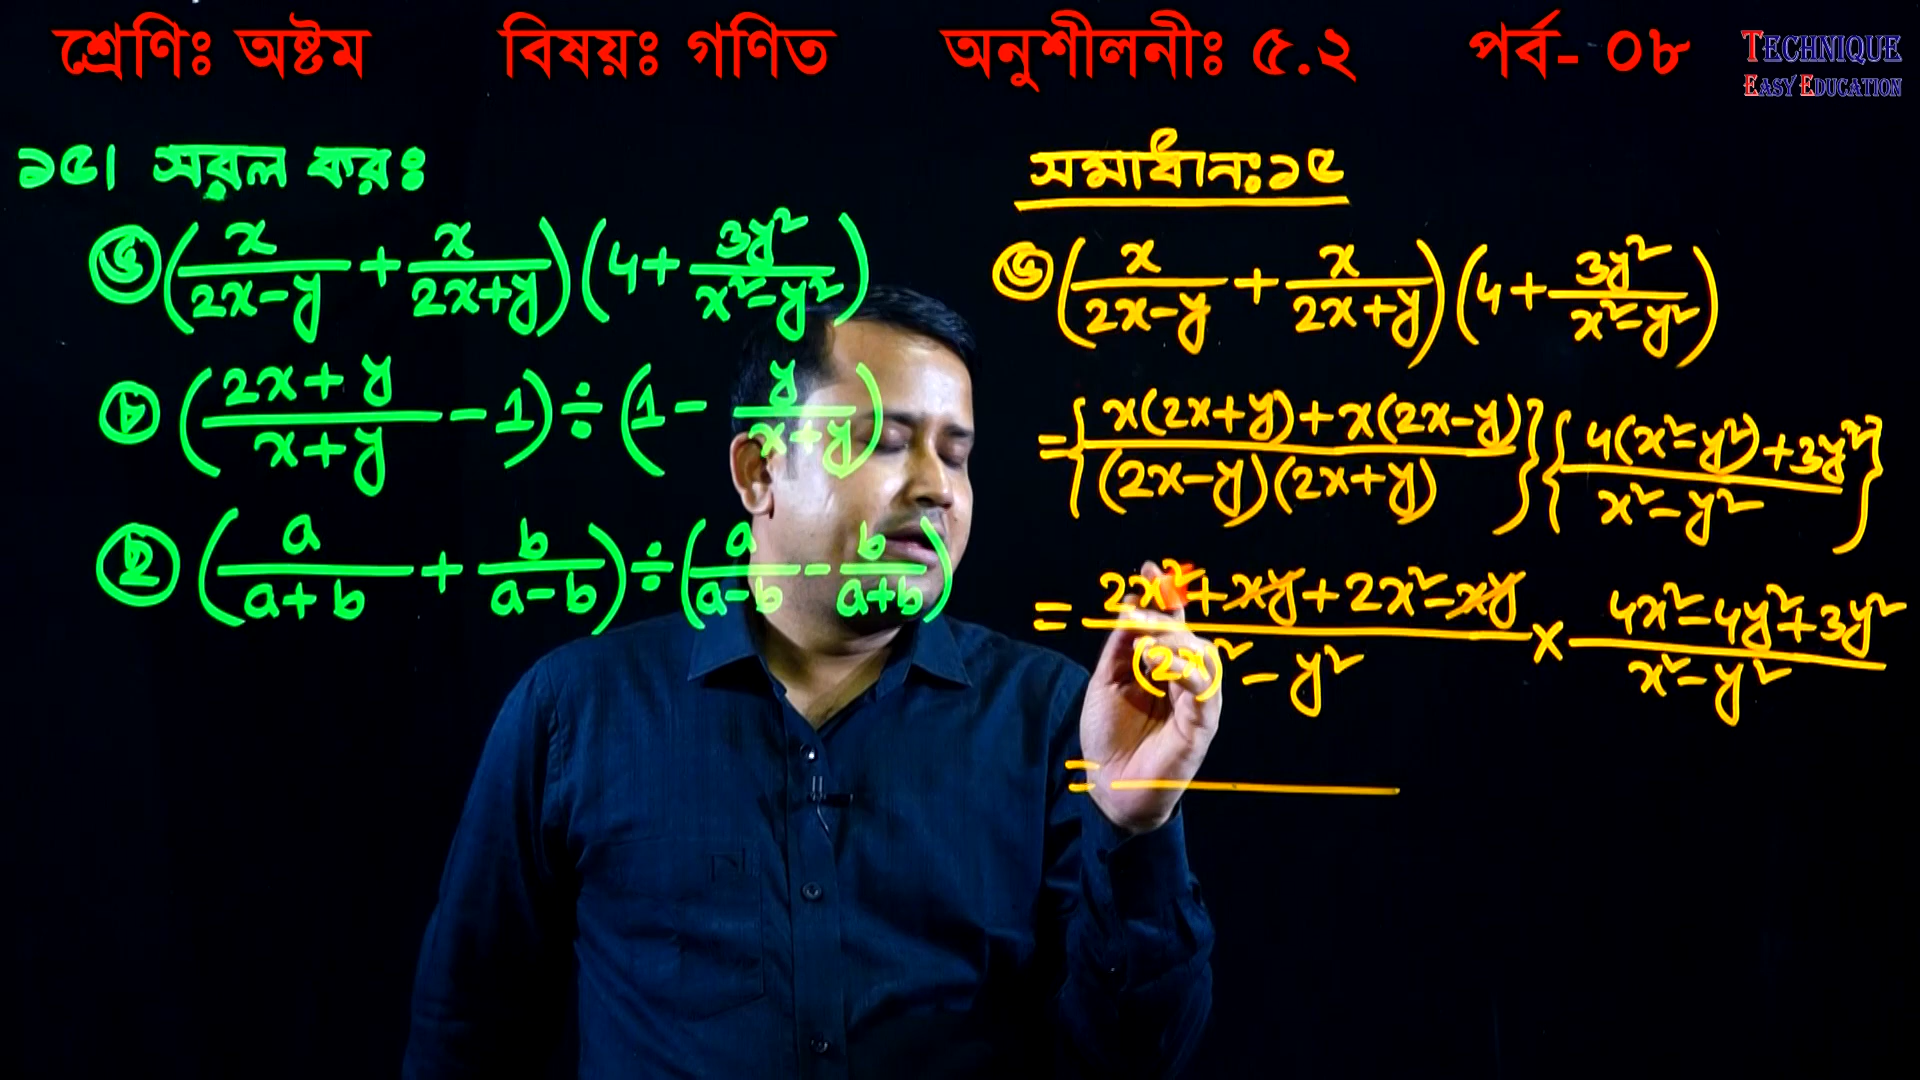 শ্রেণিঃ অষ্টম বিষয়ঃ গণিত অনুশীলনীঃ ৫.২ পর্ব- ০৮
TECHNIQUE
EASY EDUCATION
১৫। সরল করঃ
ঙ (x/(2x-y) + x/(2x+y)) (4 + 3y²/(x²-y²))
চ ((2x+y)/(x+y) - 1) ÷ (1 - y/(x+y))
ছ (a/(a+b) + b/(a-b)) ÷ (a/(a-b) - b/(a+b))
সমাধানঃ১৫
ঙ (x/(2x-y) + x/(2x+y)) (4 + 3y²/(x²-y²))
= {(x(2x+y)+x(2x-y))/((2x-y)(2x+y))} {(4(x²-y²)+3y²)/(x²-y²)}
= (2x²+xy+2x²-xy)/((2x)²-y²) × (4x²-4y²+3y²)/(x²-y²)
=